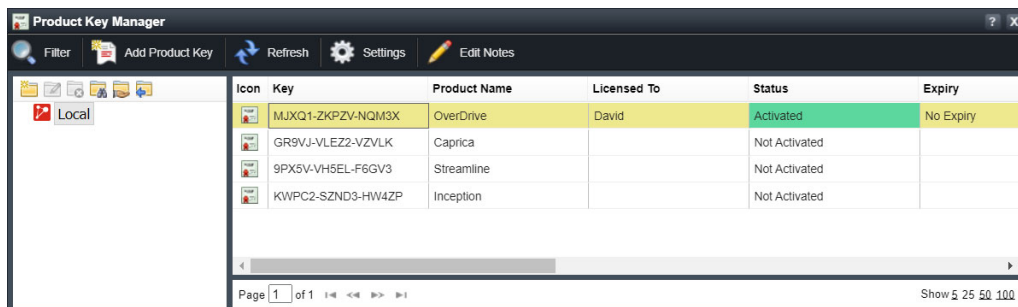 Product Key Manager ? X
Filter Add Product Key Refresh Settings Edit Notes
Local
Icon Key Product Name Licensed To Status Expiry
MJXQ1-ZKPZV-NQM3X OverDrive David Activated No Expiry
GR9VJ-VLEZ2-VZVLK Caprica Not Activated
9PX5V-VH5EL-F6GV3 Streamline Not Activated
KWPC2-SZND3-HW4ZP Inception Not Activated
Page 1 of 1 Show 5 25 50 100